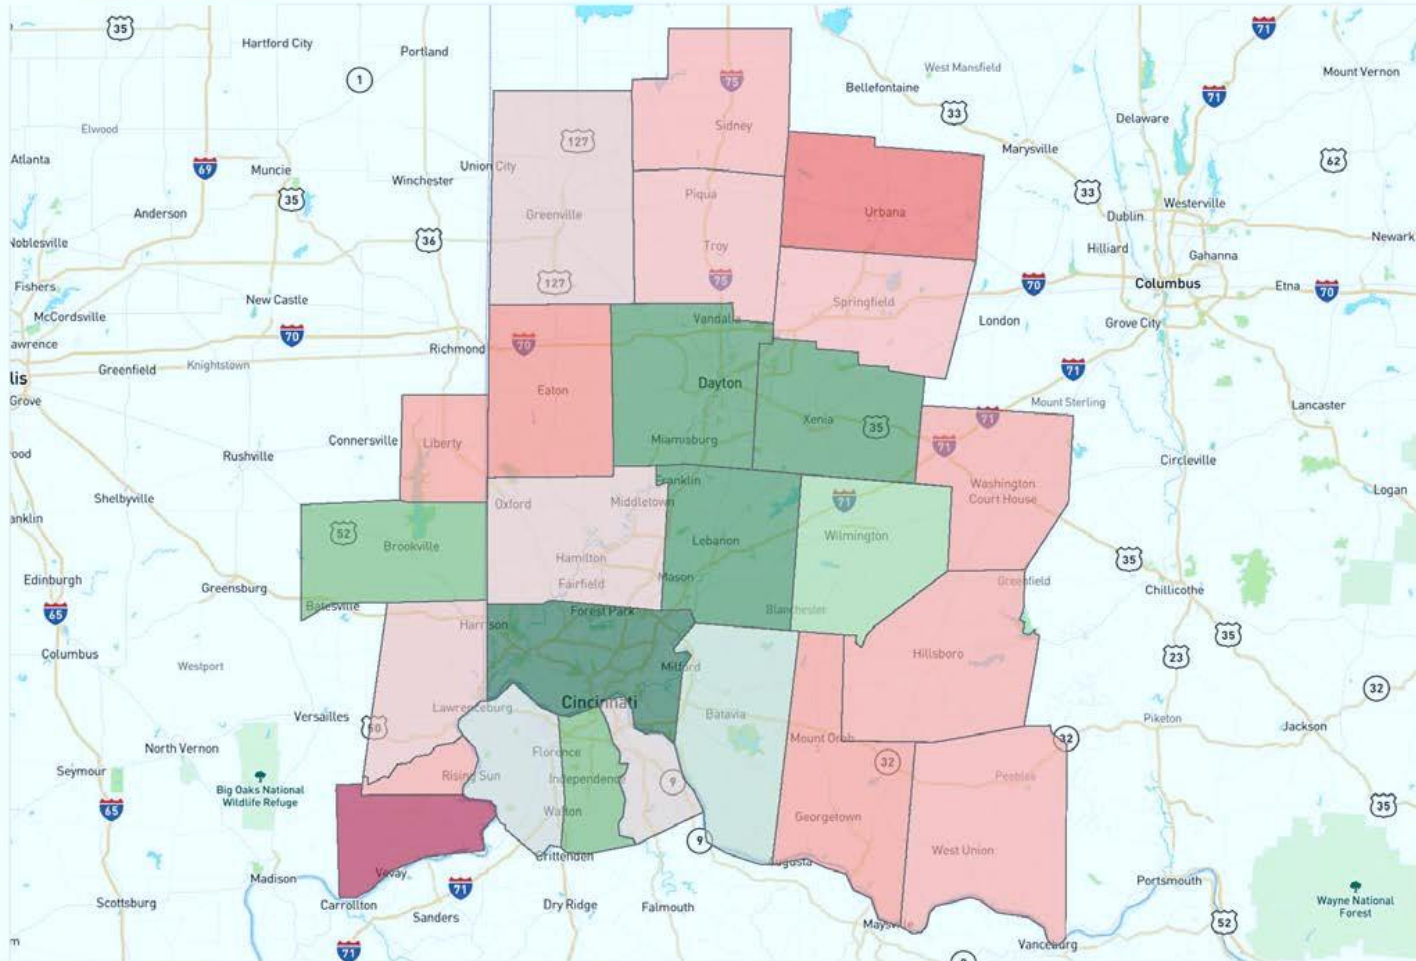 35
71
Hartford City
Portland
West Mansfield
Mount Vernon
1
75
Bellefontaine
71
33
Delaware
Elwood
127
Sidney
Marysville
62
Atlanta
69
Muncie
Union City
35
Winchester
Piqua
33
Westerville
Anderson
Greenville
Urbana
Dublin
36
Troy
Hilliard
Newark
Noblesville
Gahanna
127
75
70
Columbus
Etna
70
Fishers
New Castle
Springfield
McCordsville
Vandalia
London
Grove City
70
awrence
Richmond
70
Knightstown
Greenfield
71
lis
Dayton
Eaton
Grove
Mount Sterling
Lancaster
71
Xenia
35
Connersville
Liberty
Miamisburg
71
ood
Rushville
Circleville
Franklin
Washington
Court House
Shelbyville
Oxford
Middletown
71
Logan
anklin
52
Wilmington
Brookville
Lebanon
Hamilton
35
Edinburgh
Fairfield
Mason
Greenfield
Greensburg
Chillicothe
65
Batesville
Forest Park
Blanchester
Harrison
35
Columbus
Hillsboro
23
Westport
Milford
32
Cincinnati
Versailles
Lawrenceburg
50
Batavia
Piketon
Jackson
North Vernon
Mount Orab
32
Florence
Seymour
32
Rising Sun
Independence
9
Peebles
Big Oaks National
Wildlife Refuge
65
Walton
Georgetown
35
9
West Union
Crittenden
Augusta
Vevay
Madison
71
Portsmouth
Scottsburg
Carrollton
Sanders
Dry Ridge
Falmouth
Wayne National
Forest
Maysville
52
m
71
Vanceburg